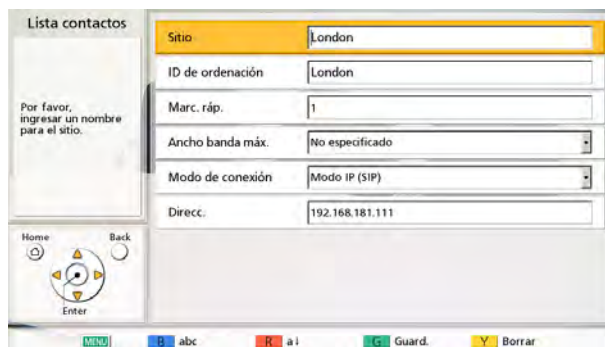 Lista contactos
Por favor,
ingresar un nombre
para el sitio.
Sitio London
ID de ordenación London
Marc. ráp. 1
Ancho banda máx. No especificado
Modo de conexión Modo IP (SIP)
Direcc. 192.168.181.111
Home Back
Enter
MENU B abc R a↓ G Guard. Y Borrar